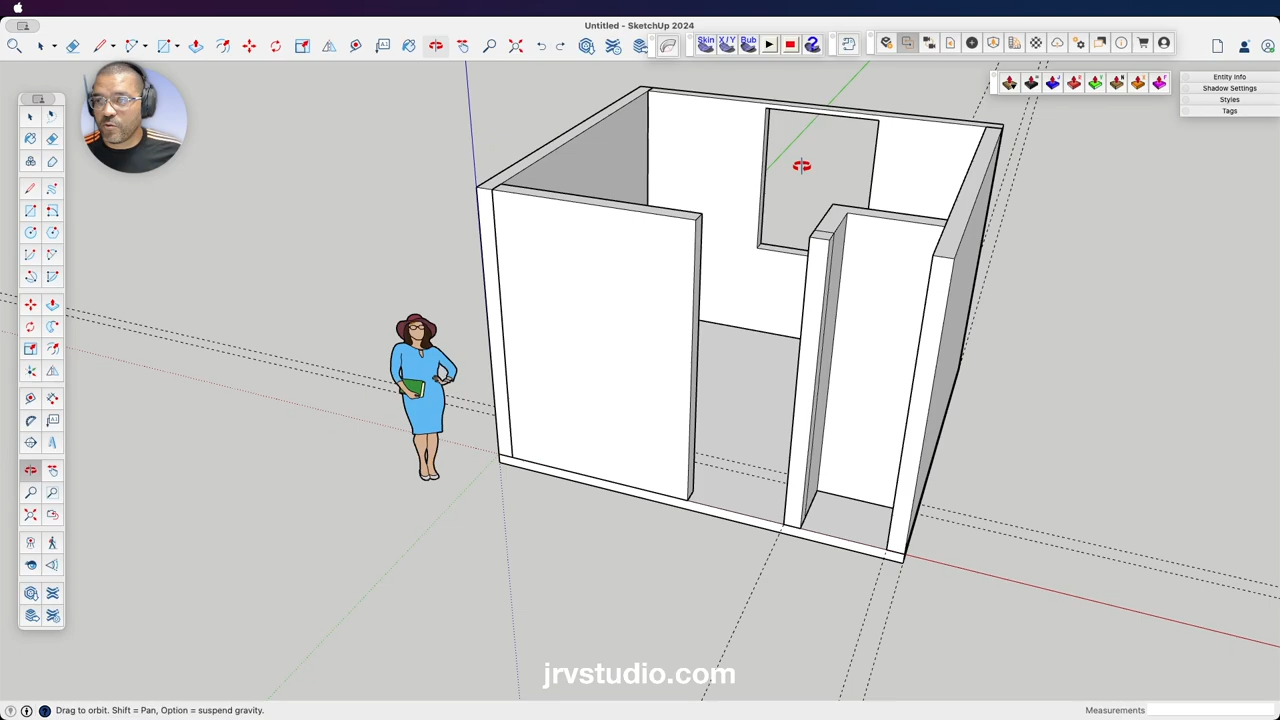 Untitled - SketchUp 2024
Skin X/Y Bub
Entity Info
Shadow Settings
Styles
Tags
jrvstudio.com
Drag to orbit. Shift = Pan, Option = suspend gravity.
Measurements